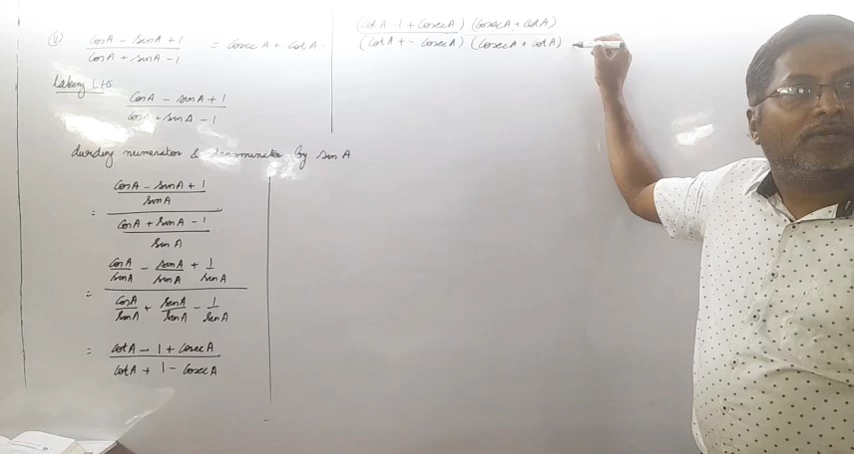 (v) CosA - SinA + 1 / CosA + SinA - 1 = CosecA + CotA.
Taking LHS
CosA - SinA + 1
CosA + SinA - 1
dividing numerator & denominator by Sin A
= CosA - SinA + 1 / SinA
CosA + SinA - 1 / SinA
= CosA/SinA - SinA/SinA + 1/SinA
CosA/SinA + SinA/SinA - 1/SinA
= CotA - 1 + CosecA
CotA + 1 - CosecA
(CotA - 1 + CosecA) (CosecA + CotA)
(CotA + - CosecA) (CosecA + CotA)